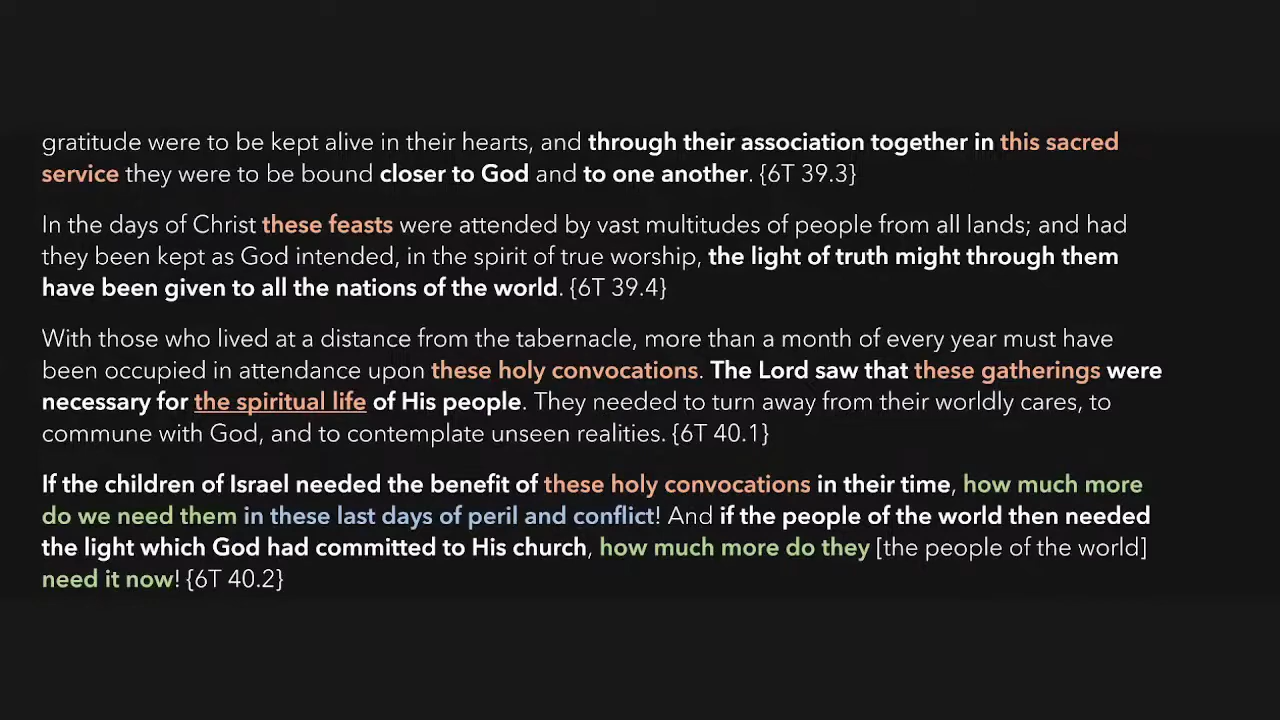 gratitude were to be kept alive in their hearts, and through their association together in this sacred
service they were to be bound closer to God and to one another. {6T 39.3}
In the days of Christ these feasts were attended by vast multitudes of people from all lands; and had
they been kept as God intended, in the spirit of true worship, the light of truth might through them
have been given to all the nations of the world. {6T 39.4}
With those who lived at a distance from the tabernacle, more than a month of every year must have
been occupied in attendance upon these holy convocations. The Lord saw that these gatherings were
necessary for the spiritual life of His people. They needed to turn away from their worldly cares, to
commune with God, and to contemplate unseen realities. {6T 40.1}
If the children of Israel needed the benefit of these holy convocations in their time, how much more
do we need them in these last days of peril and conflict! And if the people of the world then needed
the light which God had committed to His church, how much more do they [the people of the world]
need it now! {6T 40.2}